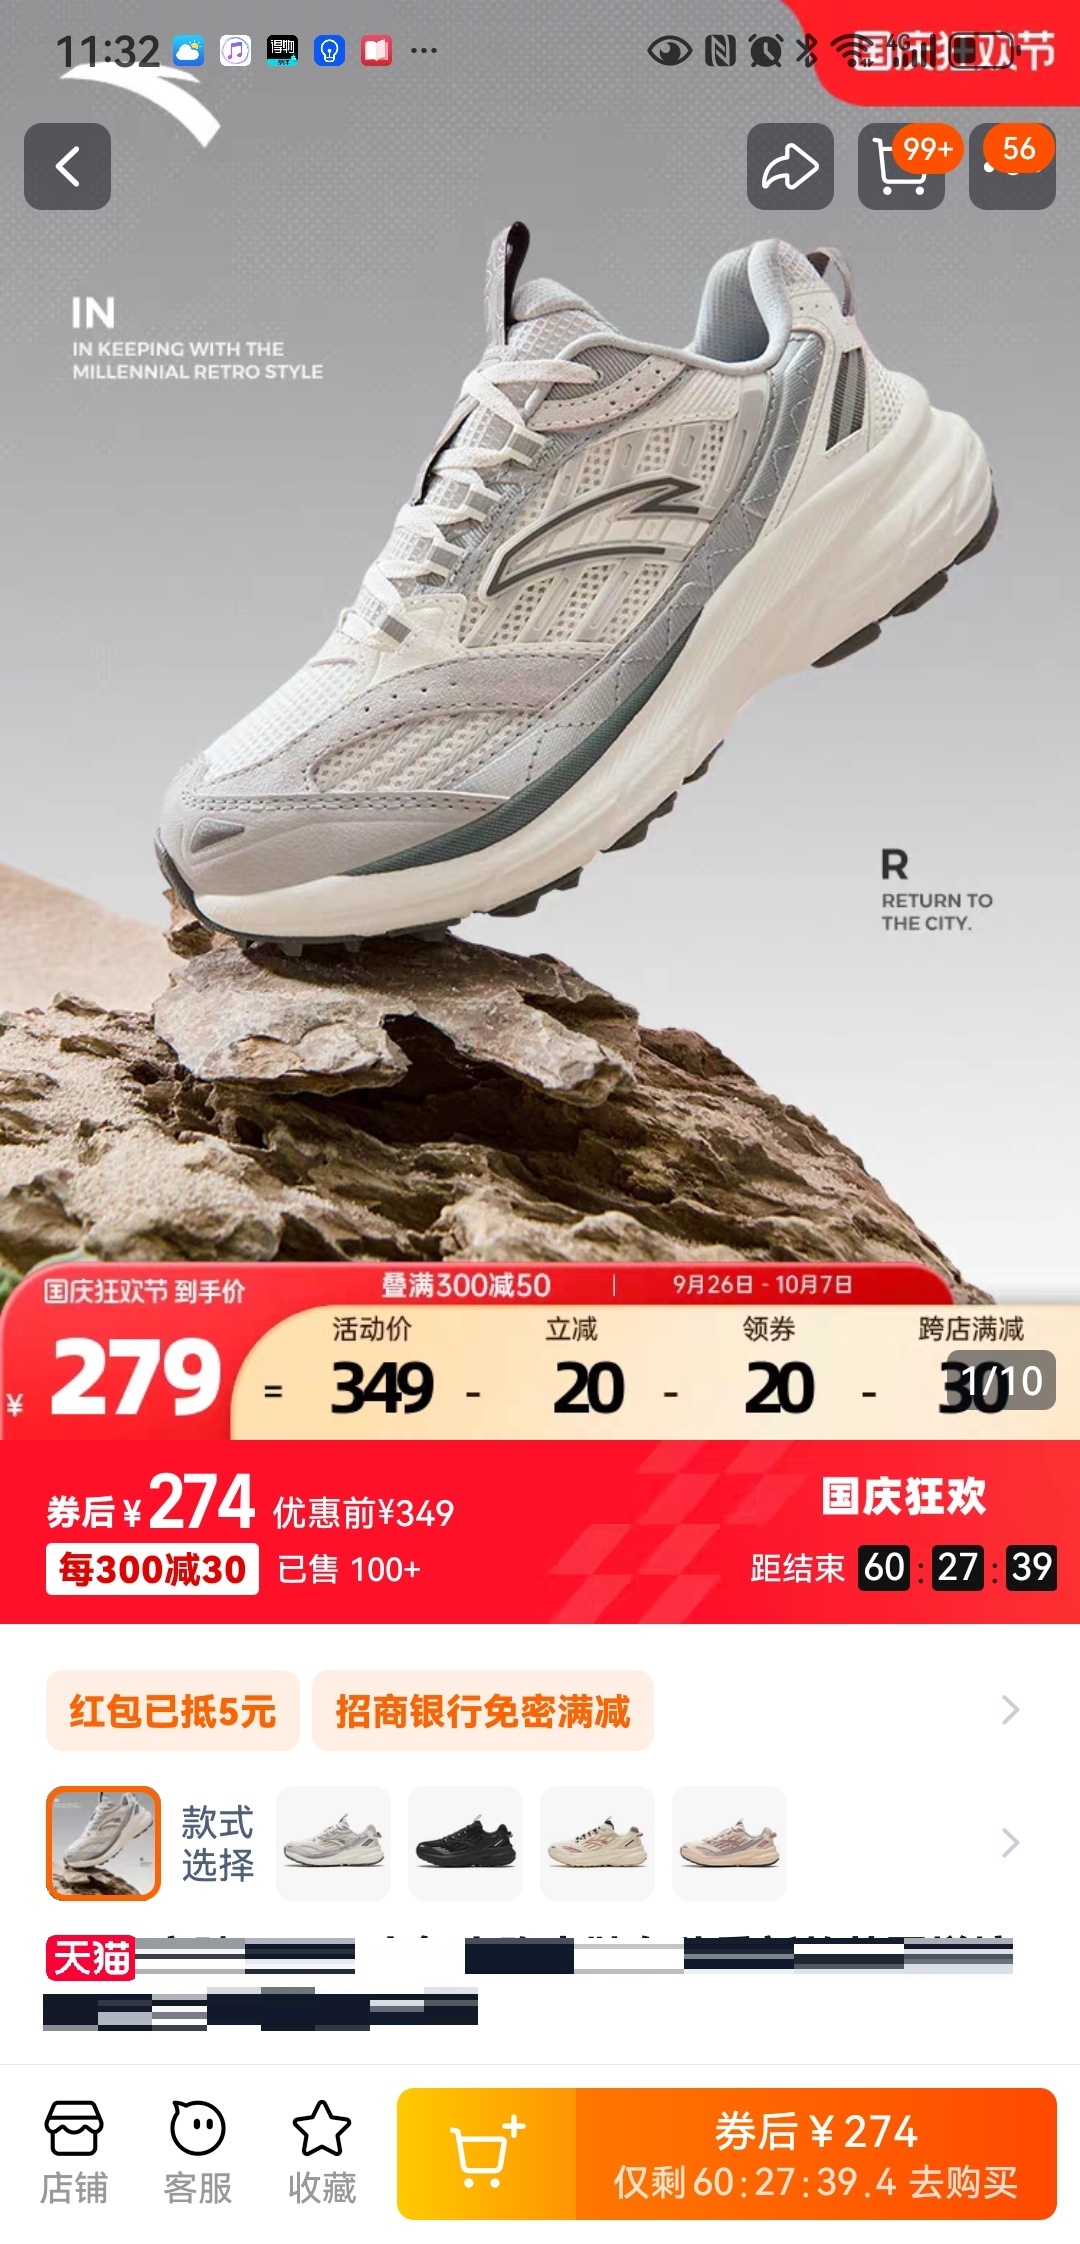 11:32
得物
4G
国庆狂欢节
99+
56
IN
IN KEEPING WITH THE
MILLENNIAL RETRO STYLE
R
RETURN TO
THE CITY.
国庆狂欢节 到手价
叠满300减50 | 9月26日 - 10月7日
活动价 立减 领券 跨店满减
¥ 279 = 349 - 20 - 20 - 30
1/10
券后 ¥ 274 优惠前¥349
国庆狂欢
每300减30 已售 100+
距结束 60 : 27 : 39
红包已抵5元 招商银行免密满减
款式
选择
天猫
店铺 客服 收藏
券后 ¥ 274
仅剩 60:27:39.4 去购买